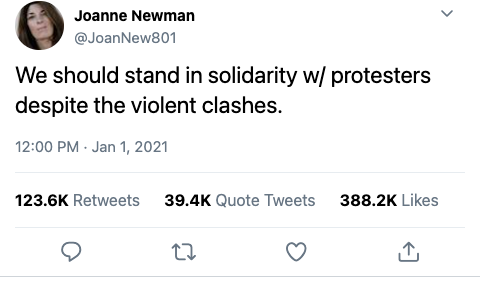 Joanne Newman
@JoanNew801
We should stand in solidarity w/ protesters
despite the violent clashes.
12:00 PM · Jan 1, 2021
123.6K Retweets 39.4K Quote Tweets 388.2K Likes